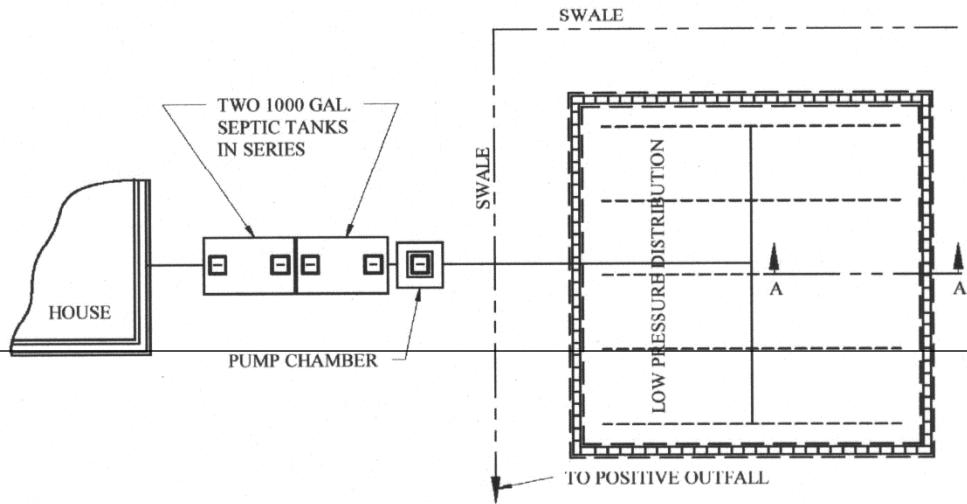 SWALE
TWO 1000 GAL.
SEPTIC TANKS
IN SERIES
SWALE
LOW PRESSURE DISTRIBUTION
A
A
HOUSE
PUMP CHAMBER
TO POSITIVE OUTFALL